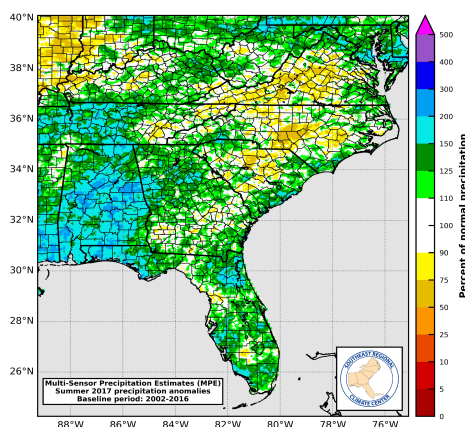 40°N
38°N
36°N
34°N
32°N
30°N
28°N
26°N
88°W
86°W
84°W
82°W
80°W
78°W
76°W
Multi-Sensor Precipitation Estimates (MPE)
Summer 2017 precipitation anomalies
Baseline period: 2002-2016
SOUTHEAST REGIONAL
CLIMATE CENTER
500
400
300
200
150
125
110
100
90
75
50
25
10
5
0
Percent of normal precipitation